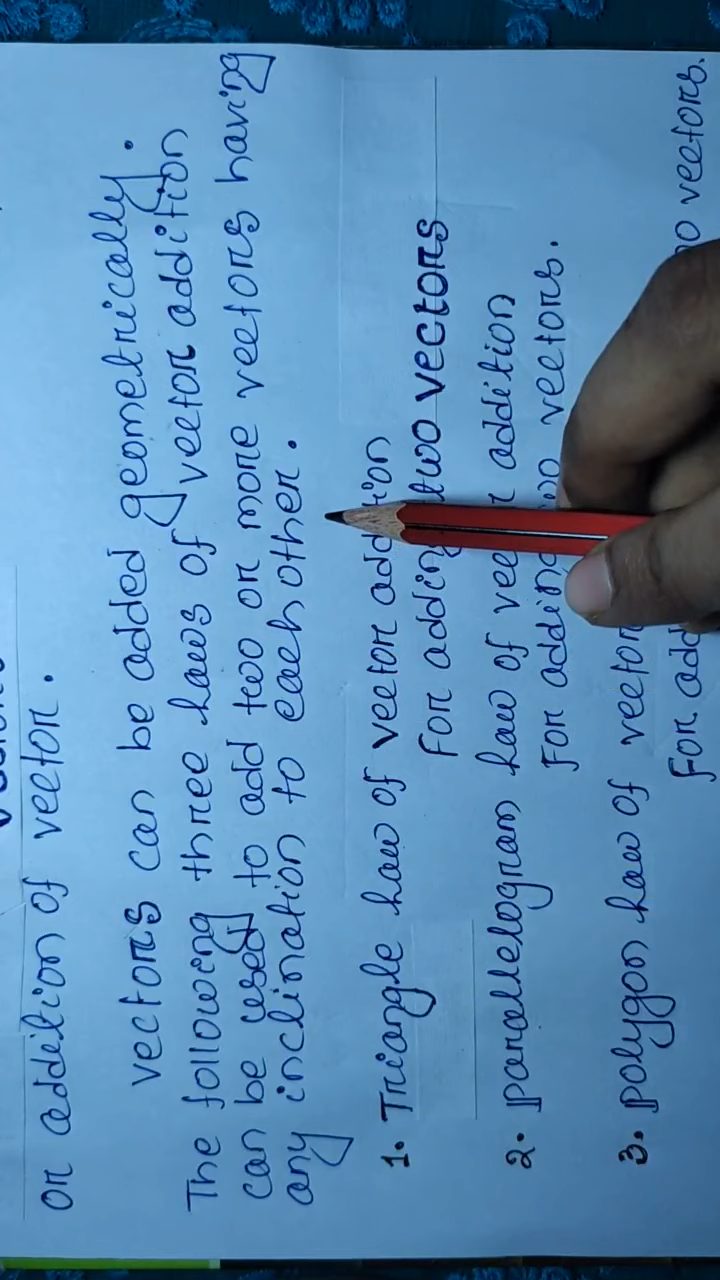 or addition of vector.
vectors can be added geometrically.
The following three laws of vector addition
can be used to add two or more vectors having
any inclination to each other.
1. Triangle law of vector addition
For adding two vectors
2. parallelogram law of vector addition
For adding two vectors.
3. polygon law of vector
For add vectors.